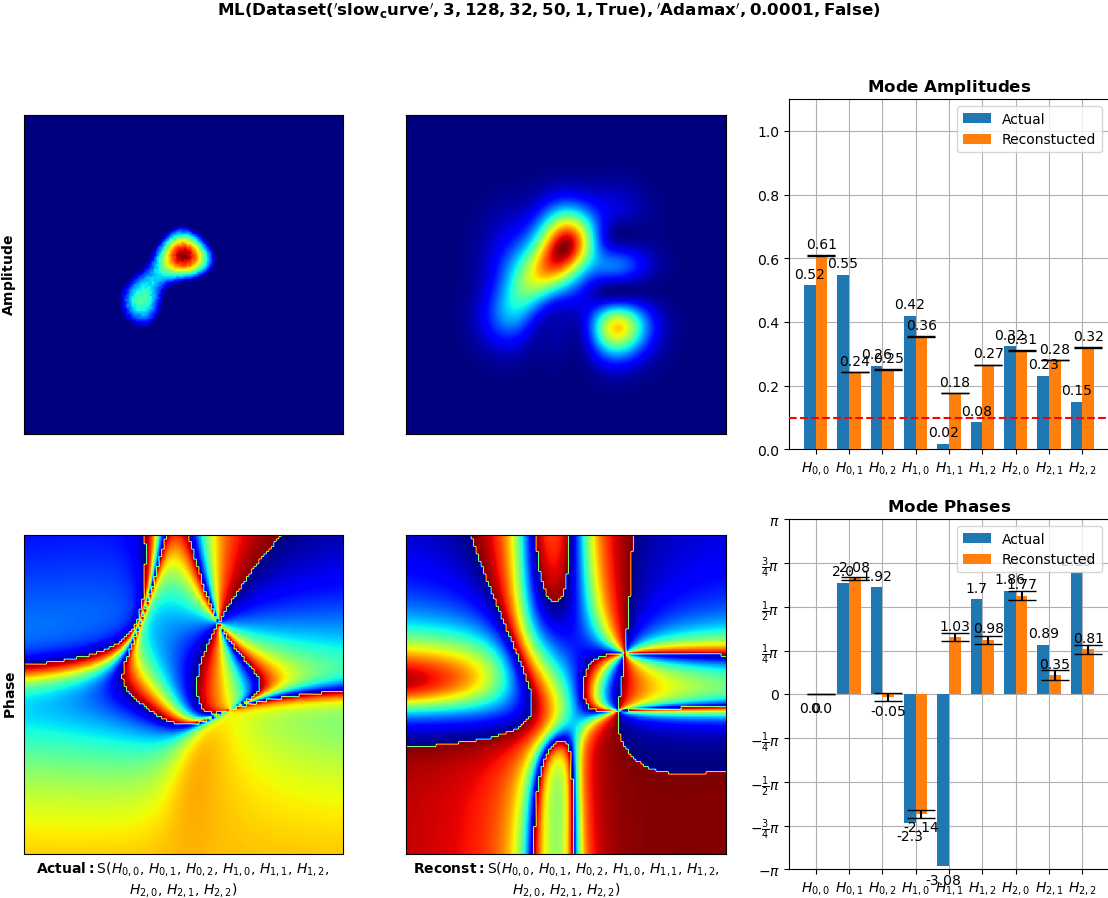 ML(Dataset('slow_curve', 3, 128, 32, 50, 1, True), 'Adamax', 0.0001, False)
Amplitude
Mode Amplitudes
Actual
Reconstucted
1.0
0.8
0.6
0.4
0.2
0.0
0.52
0.61
0.55
0.24
0.26
0.25
0.42
0.36
0.02
0.18
0.08
0.27
0.32
0.31
0.23
0.28
0.15
0.32
H0,0 H0,1 H0,2 H1,0 H1,1 H1,2 H2,0 H2,1 H2,2
Phase
Actual: S(H0,0, H0,1, H0,2, H1,0, H1,1, H1,2,
H2,0, H2,1, H2,2)
Reconst: S(H0,0, H0,1, H0,2, H1,0, H1,1, H1,2,
H2,0, H2,1, H2,2)
Mode Phases
Actual
Reconstucted
π
3/4π
1/2π
1/4π
0
−1/4π
−1/2π
−3/4π
−π
0.0
0.0
2.08
1.92
-0.05
-2.3
-2.14
-3.08
1.03
1.7
0.98
1.86
1.77
0.89
0.35
0.81
H0,0 H0,1 H0,2 H1,0 H1,1 H1,2 H2,0 H2,1 H2,2